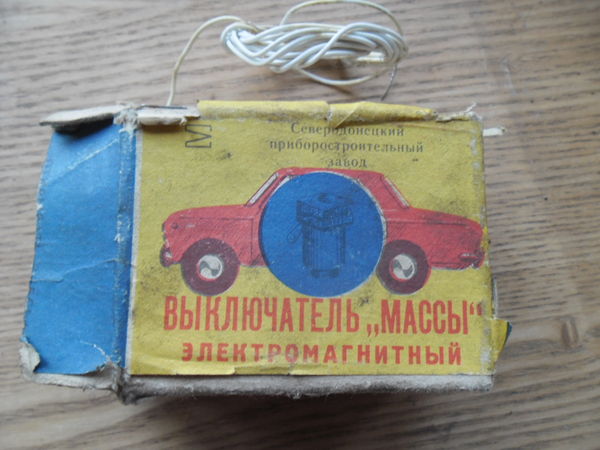 М
Северодонецкий
приборостроительный
завод
ВЫКЛЮЧАТЕЛЬ „МАССЫ“
ЭЛЕКТРОМАГНИТНЫЙ